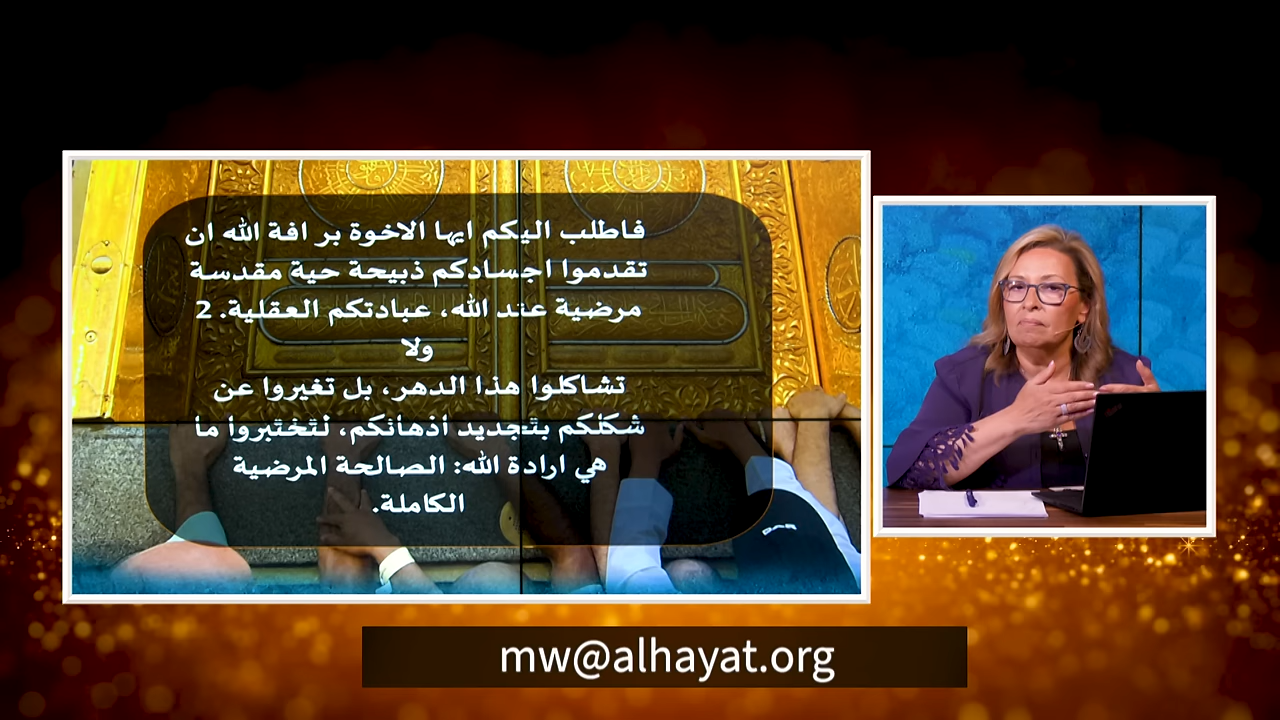 فاطلب اليكم ايها الاخوة بر افة الله ان
تقدموا اجسادكم ذبيحة حية مقدسة
مرضية عند الله، عبادتكم العقلية. 2
ولا
تشاكلوا هذا الدهر، بل تغيروا عن
شكلكم بتجديد اذهانكم، لتختبروا ما
هي ارادة الله: الصالحة المرضية
الكاملة.
mw@alhayat.org